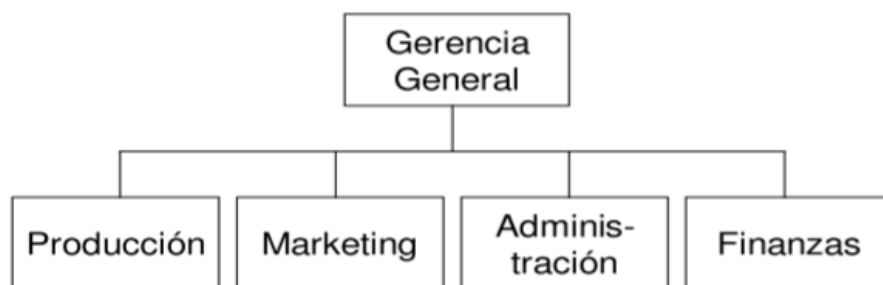 Gerencia
General
Producción
Marketing
Adminis-
tración
Finanzas